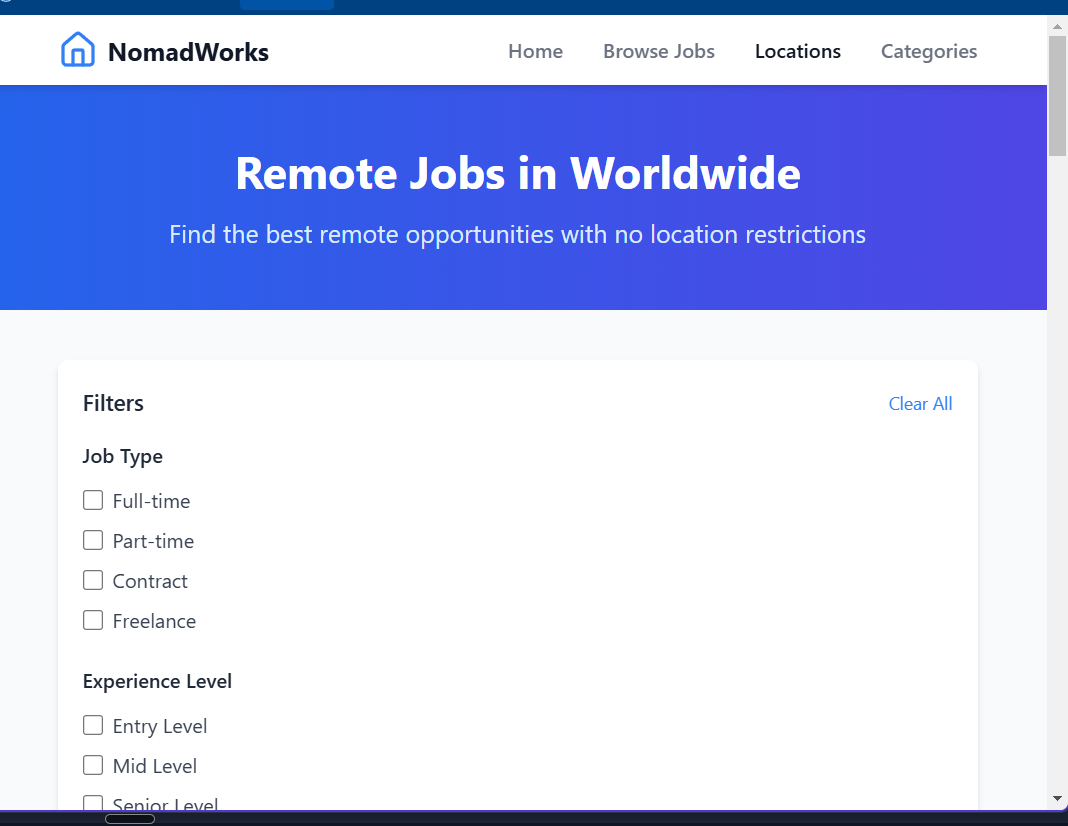 NomadWorks
Home Browse Jobs Locations Categories
Remote Jobs in Worldwide
Find the best remote opportunities with no location restrictions
Filters Clear All
Job Type
Full-time
Part-time
Contract
Freelance
Experience Level
Entry Level
Mid Level
Senior Level